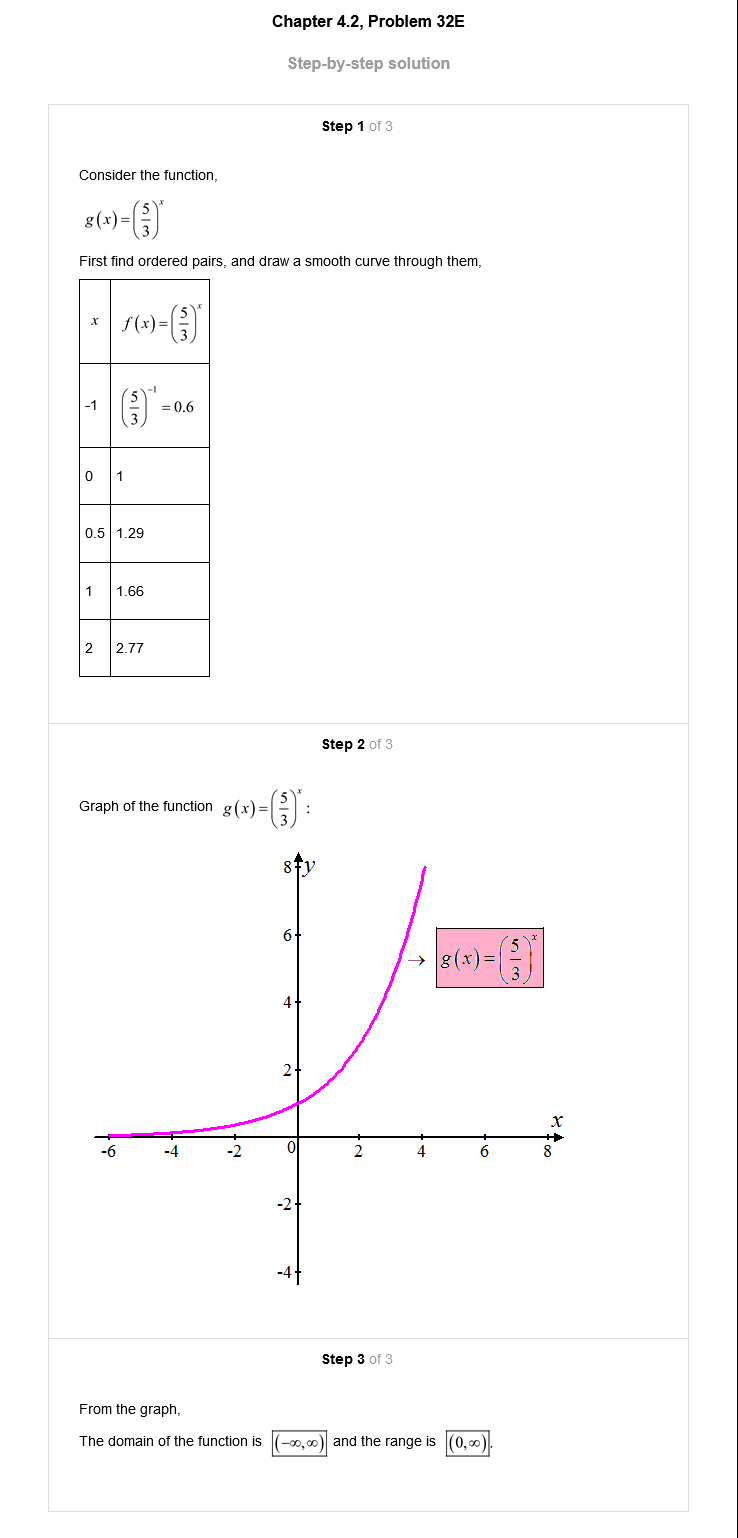 Chapter 4.2, Problem 32E
Step-by-step solution
Step 1 of 3
Consider the function,
g(x)=(5/3)^x
First find ordered pairs, and draw a smooth curve through them,
x f(x)=(5/3)^x
-1 (5/3)^-1 = 0.6
0 1
0.5 1.29
1 1.66
2 2.77
Step 2 of 3
Graph of the function g(x)=(5/3)^x :
8 y
6
→ g(x)=(5/3)^x
4
2
x
-6 -4 -2 0 2 4 6 8
-2
-4
Step 3 of 3
From the graph,
The domain of the function is (−∞,∞) and the range is (0,∞).